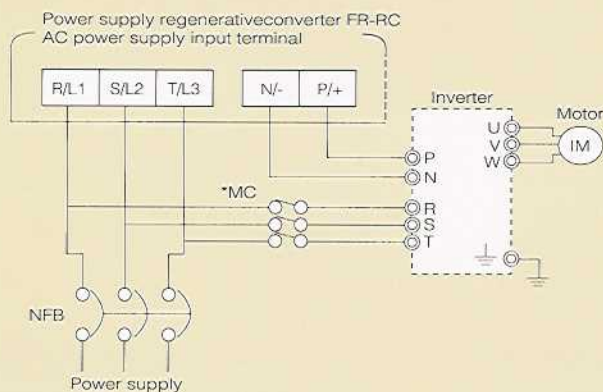 Power supply regenerativeconverter FR-RC
AC power supply input terminal
R/L1 S/L2 T/L3 N/- P/+
Inverter
Motor
U
V
W
IM
P
N
*MC
R
S
T
NFB
Power supply